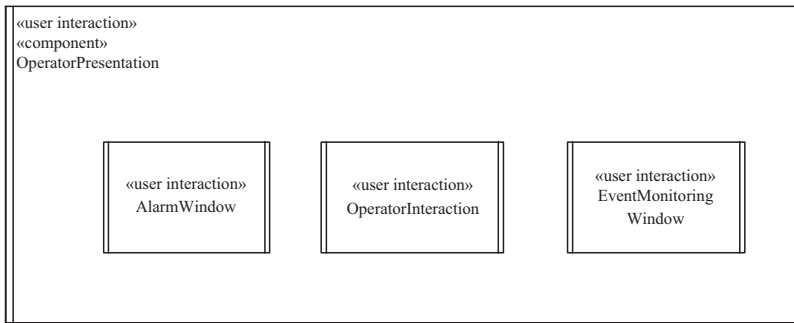 «user interaction»
«component»
OperatorPresentation
«user interaction»
AlarmWindow
«user interaction»
OperatorInteraction
«user interaction»
EventMonitoring
Window